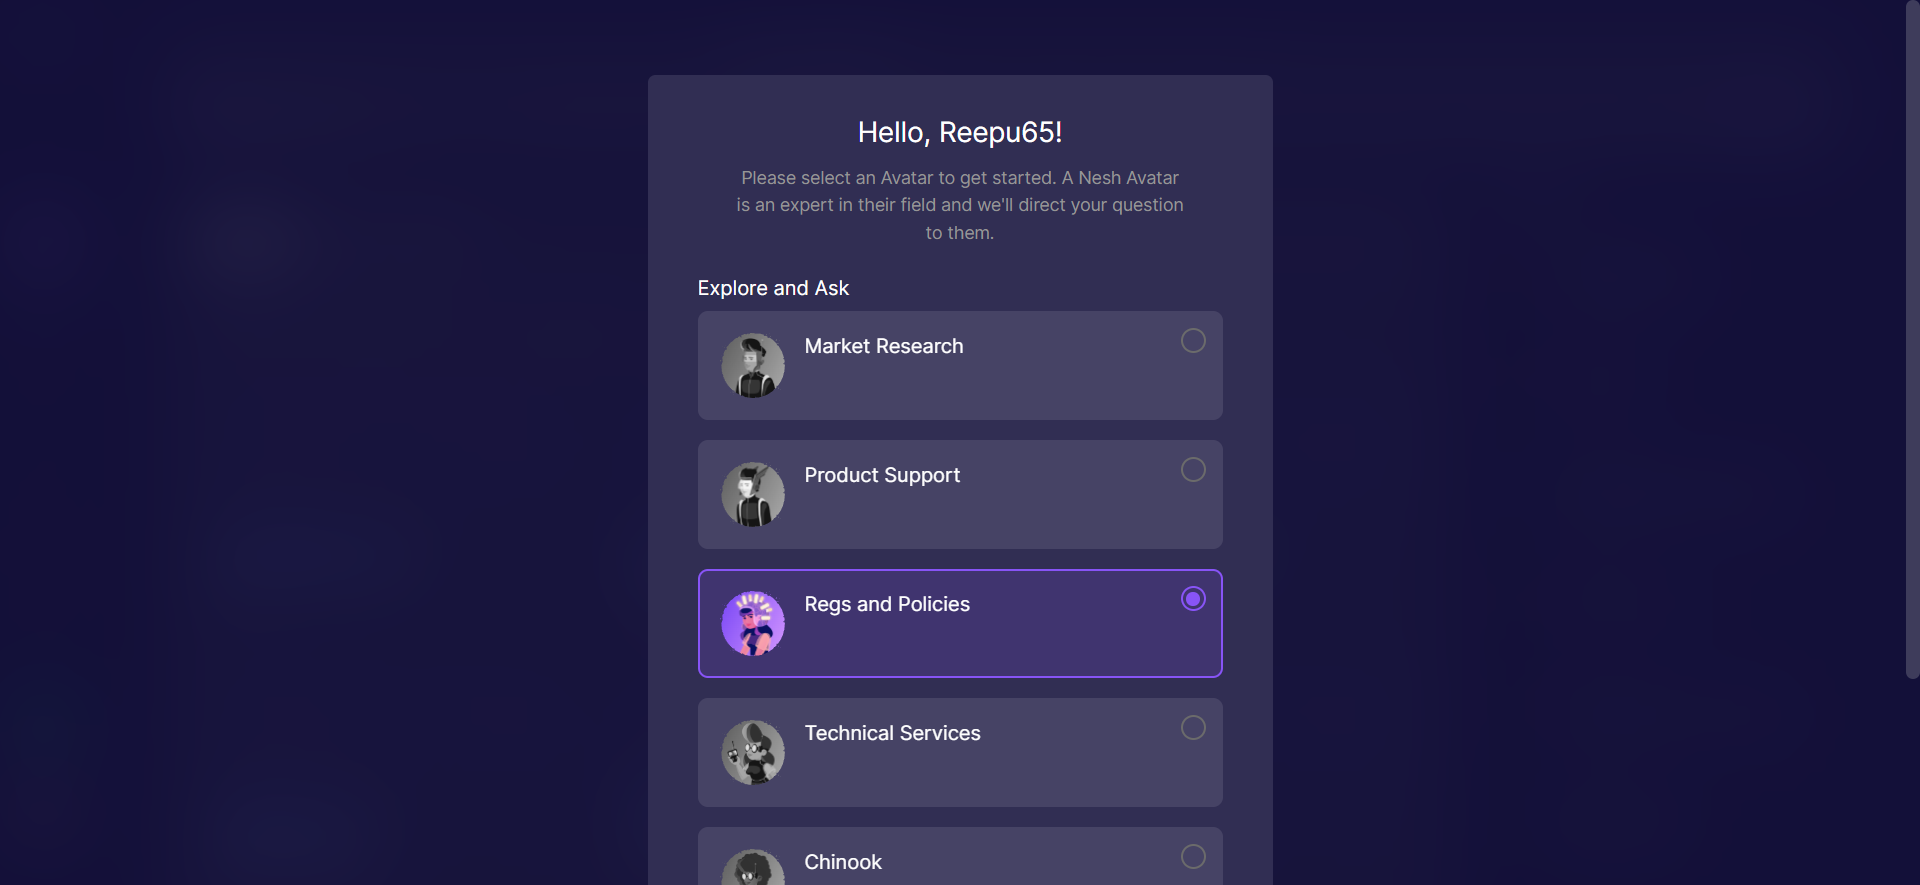 Hello, Reepu65!
Please select an Avatar to get started. A Nesh Avatar
is an expert in their field and we'll direct your question
to them.
Explore and Ask
Market Research
Product Support
Regs and Policies
Technical Services
Chinook